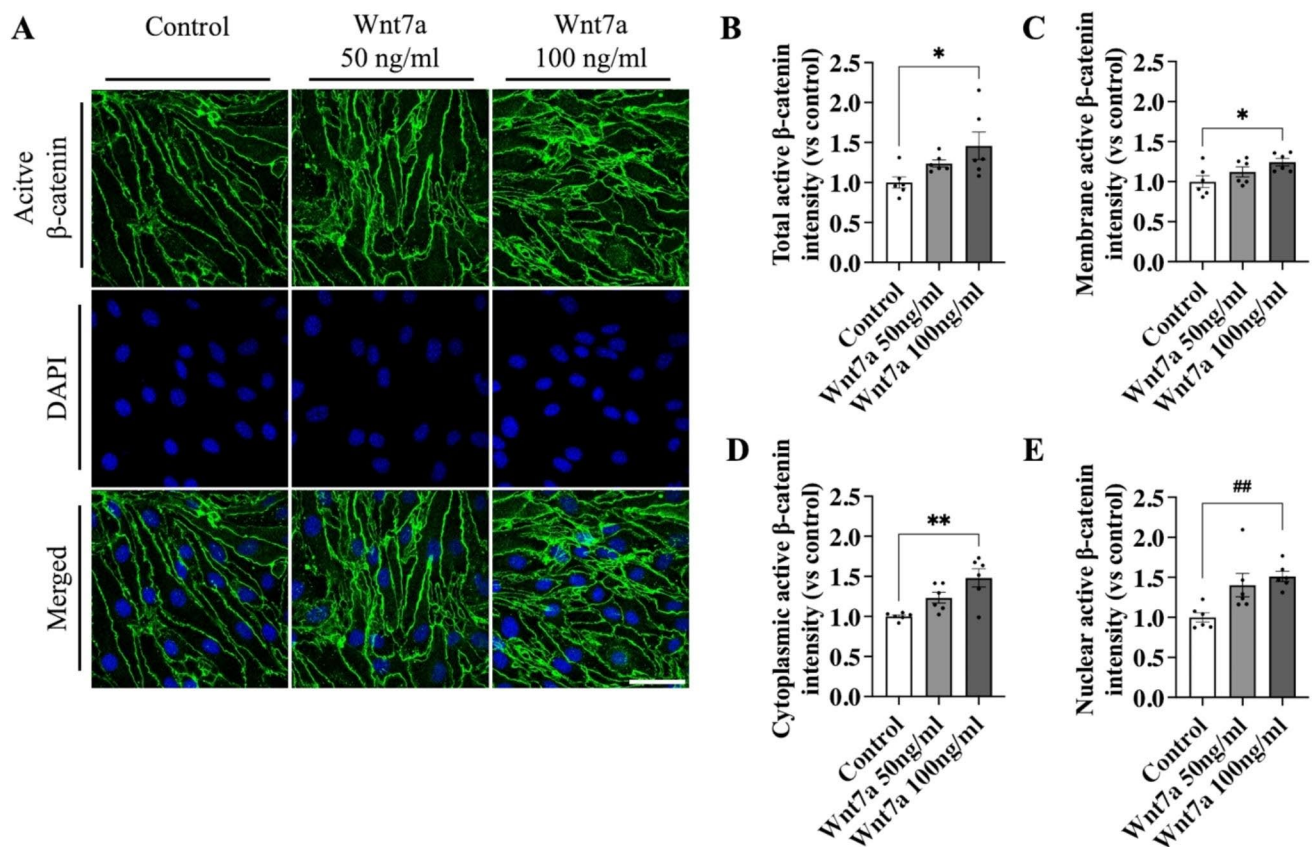 A
Control
Wnt7a
50 ng/ml
Wnt7a
100 ng/ml
Acitve
β-catenin
DAPI
Merged
B
Total active β-catenin
intensity (vs control)
2.5
2.0
1.5
1.0
0.5
0.0
*
Control
Wnt7a 50ng/ml
Wnt7a 100ng/ml
C
Membrane active β-catenin
intensity (vs control)
2.5
2.0
1.5
1.0
0.5
0.0
*
Control
Wnt7a 50ng/ml
Wnt7a 100ng/ml
D
Cytoplasmic active β-catenin
intensity (vs control)
2.5
2.0
1.5
1.0
0.5
0.0
**
Control
Wnt7a 50ng/ml
Wnt7a 100ng/ml
E
Nuclear active β-catenin
intensity (vs control)
2.5
2.0
1.5
1.0
0.5
0.0
##
Control
Wnt7a 50ng/ml
Wnt7a 100ng/ml